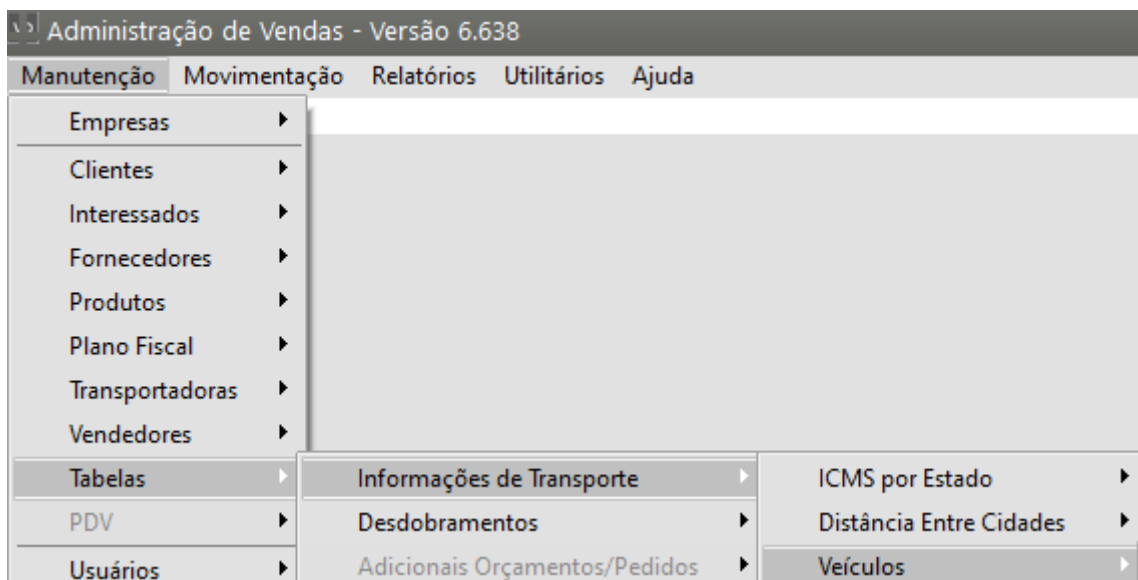 Administração de Vendas - Versão 6.638
Manutenção Movimentação Relatórios Utilitários Ajuda
Empresas
Clientes
Interessados
Fornecedores
Produtos
Plano Fiscal
Transportadoras
Vendedores
Tabelas Informações de Transporte ICMS por Estado
PDV Desdobramentos Distância Entre Cidades
Usuários Adicionais Orçamentos/Pedidos Veículos